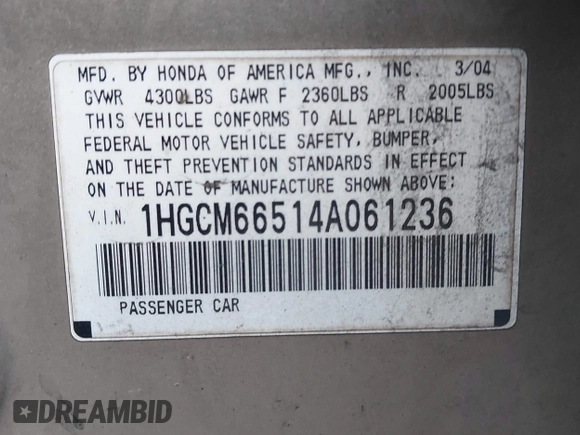 MFD. BY HONDA OF AMERICA MFG., INC. 3/04
GVWR 4300LBS GAWR F 2360LBS R 2005LBS
THIS VEHICLE CONFORMS TO ALL APPLICABLE
FEDERAL MOTOR VEHICLE SAFETY, BUMPER,
AND THEFT PREVENTION STANDARDS IN EFFECT
ON THE DATE OF MANUFACTURE SHOWN ABOVE:
V.I.N. 1HGCM66514A061236
PASSENGER CAR
DREAMBID